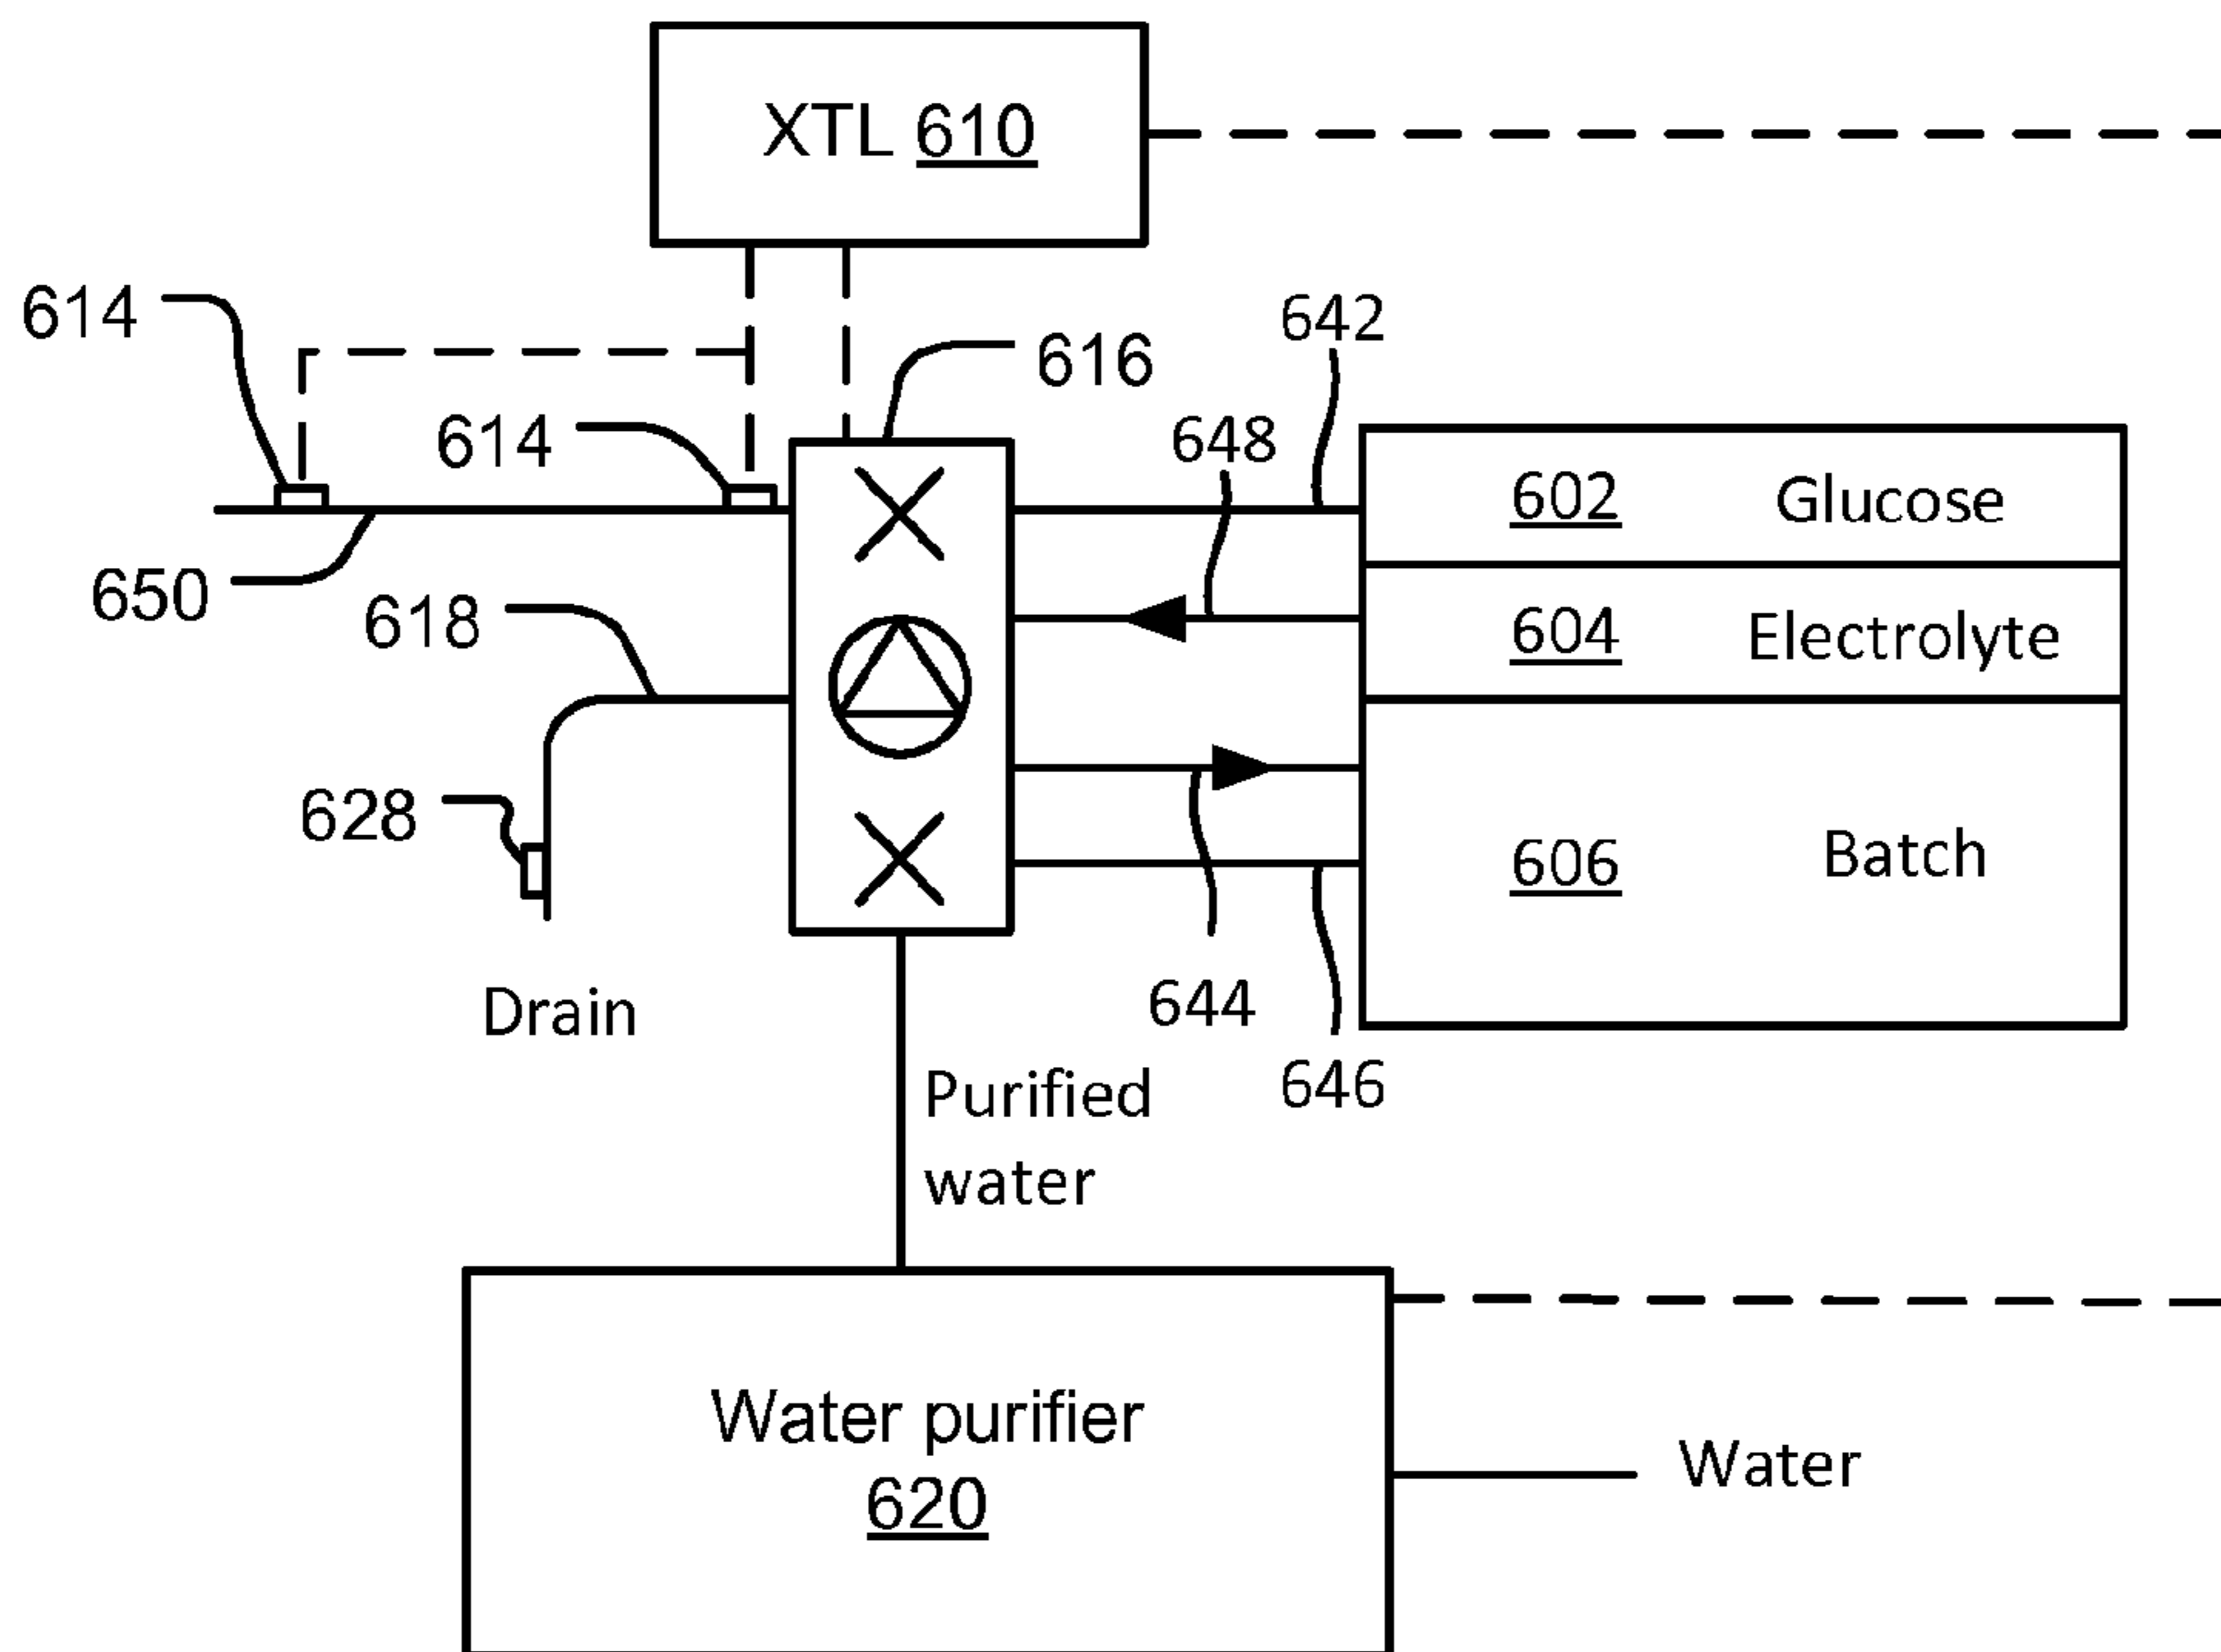 XTL 610
614
642
616
614
648
602 Glucose
650
618
604 Electrolyte
628
606 Batch
Drain
644
646
Purified
water
Water purifier
620
Water